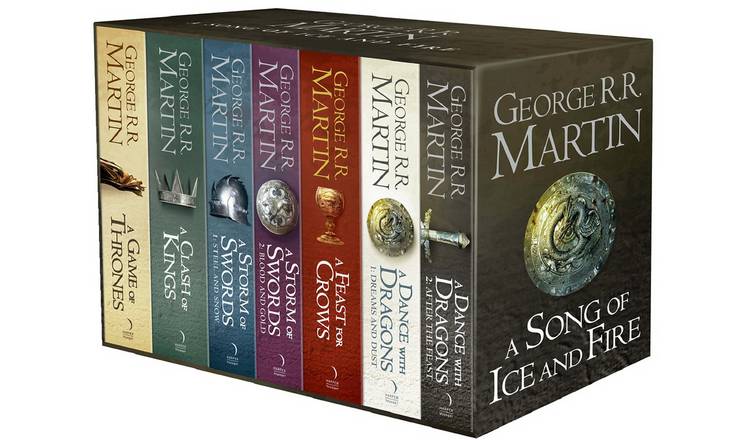 GEORGE R.R.
MARTIN
A SONG OF ICE AND FIRE
GEORGE R.R.
MARTIN
A GAME OF
THRONES
GEORGE R.R.
MARTIN
A CLASH OF
KINGS
GEORGE R.R.
MARTIN
A STORM OF
SWORDS
1: STEEL AND SNOW
GEORGE R.R.
MARTIN
A STORM OF
SWORDS
2: BLOOD AND GOLD
GEORGE R.R.
MARTIN
A FEAST FOR
CROWS
GEORGE R.R.
MARTIN
A DANCE WITH
DRAGONS
1: DREAMS AND DUST
GEORGE R.R.
MARTIN
A DANCE WITH
DRAGONS
2: AFTER THE FEAST
GEORGE R.R.
MARTIN
A SONG OF
ICE AND FIRE